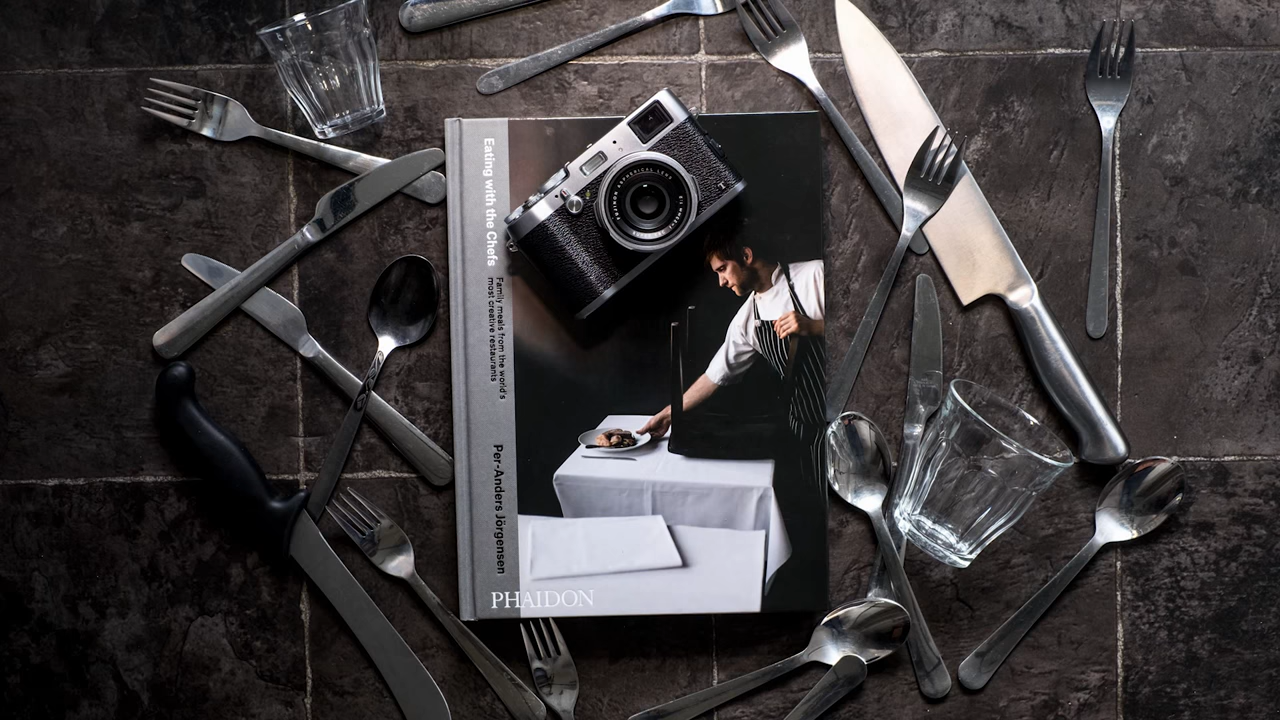 Eating with the Chefs
Family meals from the world's
most creative restaurants
Per-Anders Jörgensen
PHAIDON